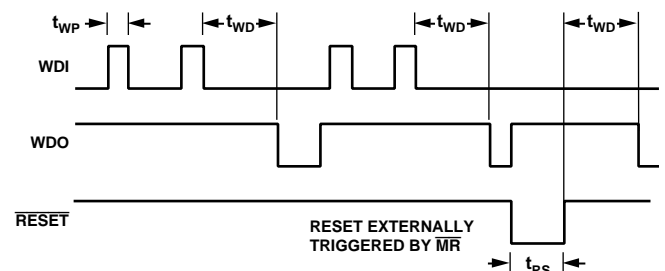 tWP
tWD
tWD
tWD
WDI
WDO
RESET
RESET EXTERNALLY
TRIGGERED BY MR
tRS